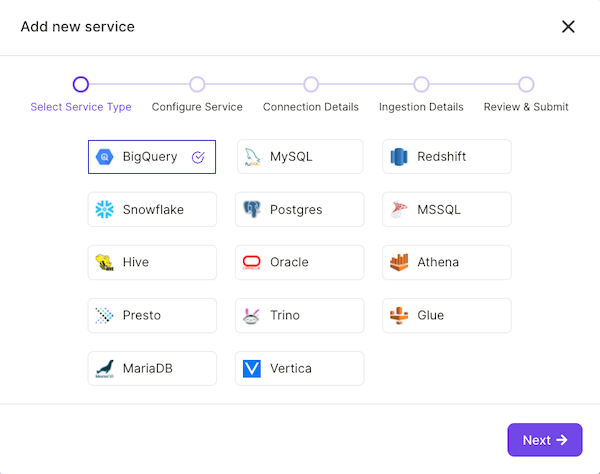 Add new service
Select Service Type Configure Service Connection Details Ingestion Details Review & Submit
BigQuery MySQL Redshift
Snowflake Postgres MSSQL
Hive Oracle Athena
Presto Trino Glue
MariaDB Vertica
Next